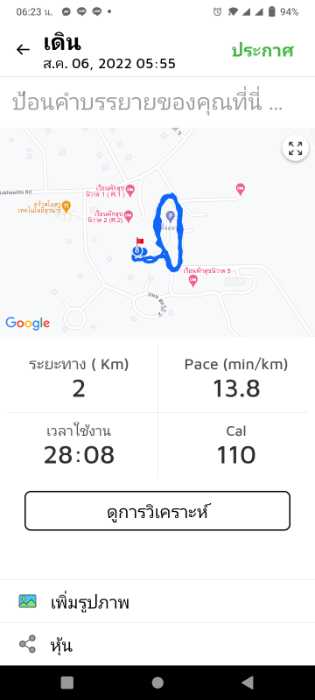 06:23 น.
94%
เดิน
ส.ค. 06, 2022 05:55
ประกาศ
ป้อนคำบรรยายของคุณที่นี่ ...
Google
ระยะทาง ( Km)
Pace (min/km)
2
13.8
เวลาใช้งาน
Cal
28:08
110
ดูการวิเคราะห์
เพิ่มรูปภาพ
หุ้น